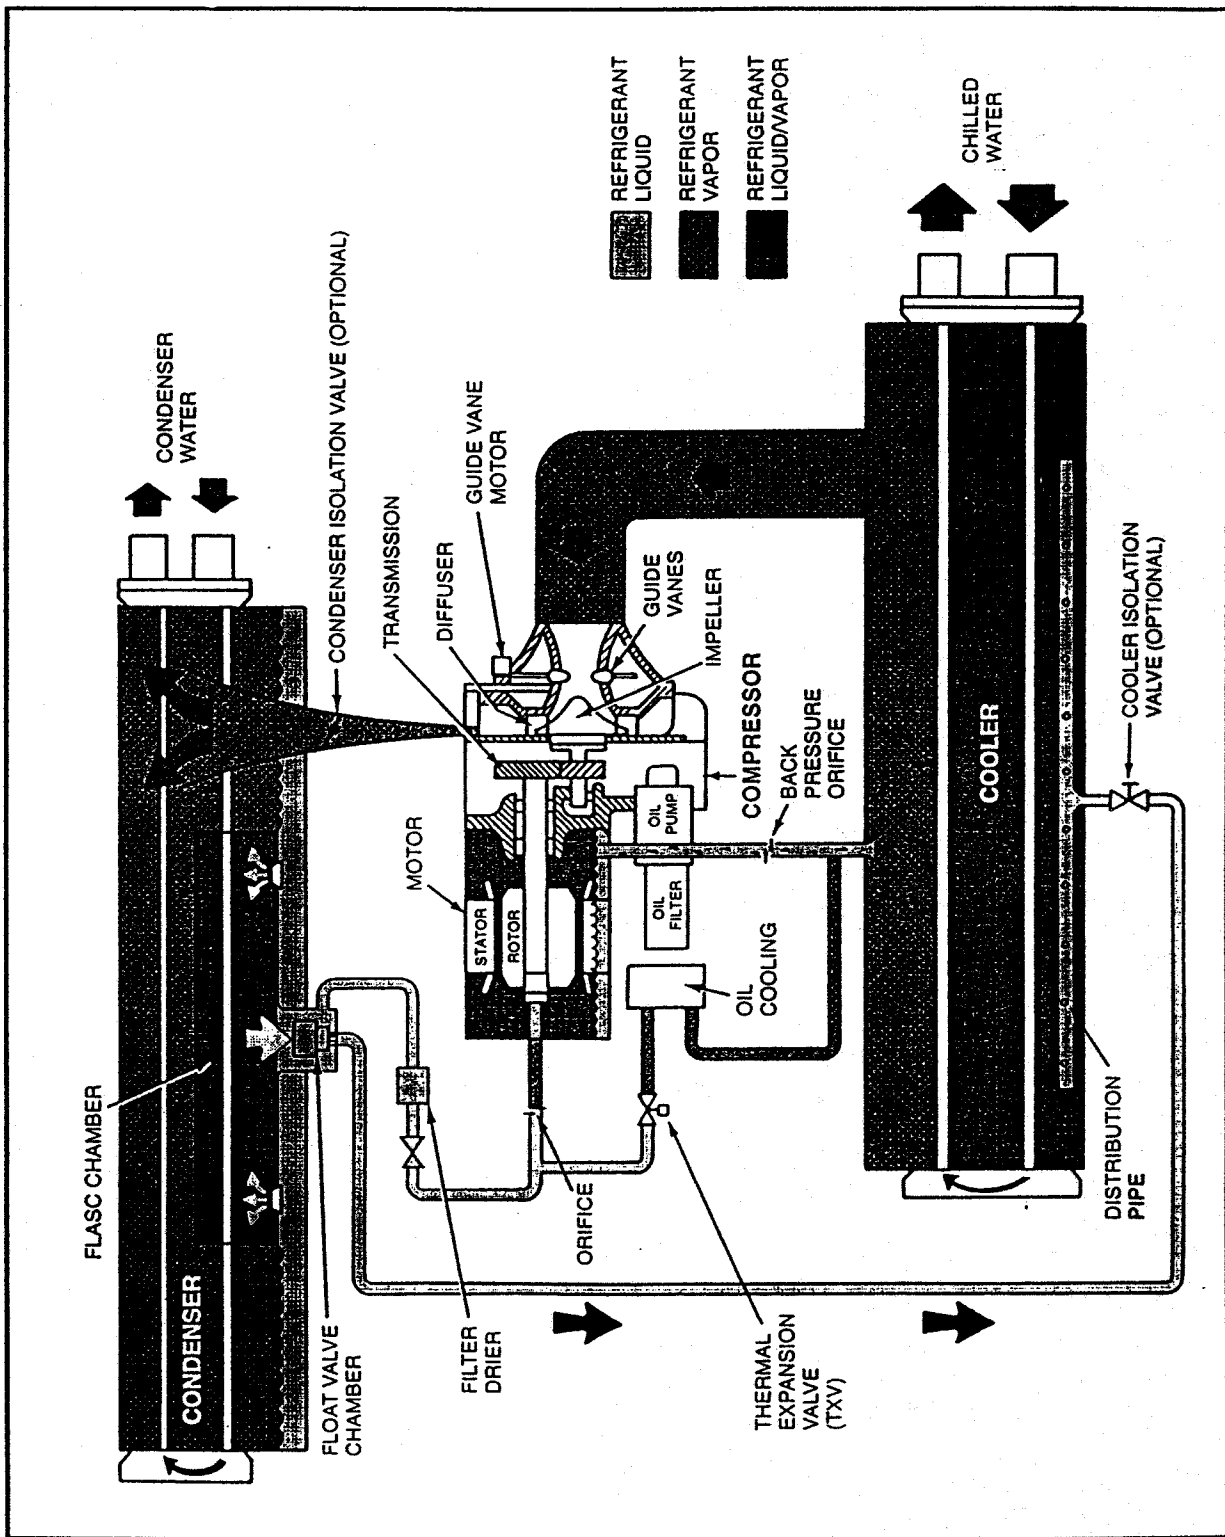 FLASC CHAMBER
CONDENSER
WATER
CONDENSER
CONDENSER ISOLATION VALVE (OPTIONAL)
FLOAT VALVE
CHAMBER
FILTER
DRIER
MOTOR
TRANSMISSION
DIFFUSER
GUIDE VANE
MOTOR
STATOR
ROTOR
ORIFICE
GUIDE
VANES
IMPELLER
COMPRESSOR
OIL
PUMP
OIL
FILTER
OIL
COOLING
BACK
PRESSURE
ORIFICE
THERMAL
EXPANSION
VALVE
(TXV)
REFRIGERANT
LIQUID
REFRIGERANT
VAPOR
REFRIGERANT
LIQUID/VAPOR
CHILLED
WATER
COOLER
DISTRIBUTION
PIPE
COOLER ISOLATION
VALVE (OPTIONAL)